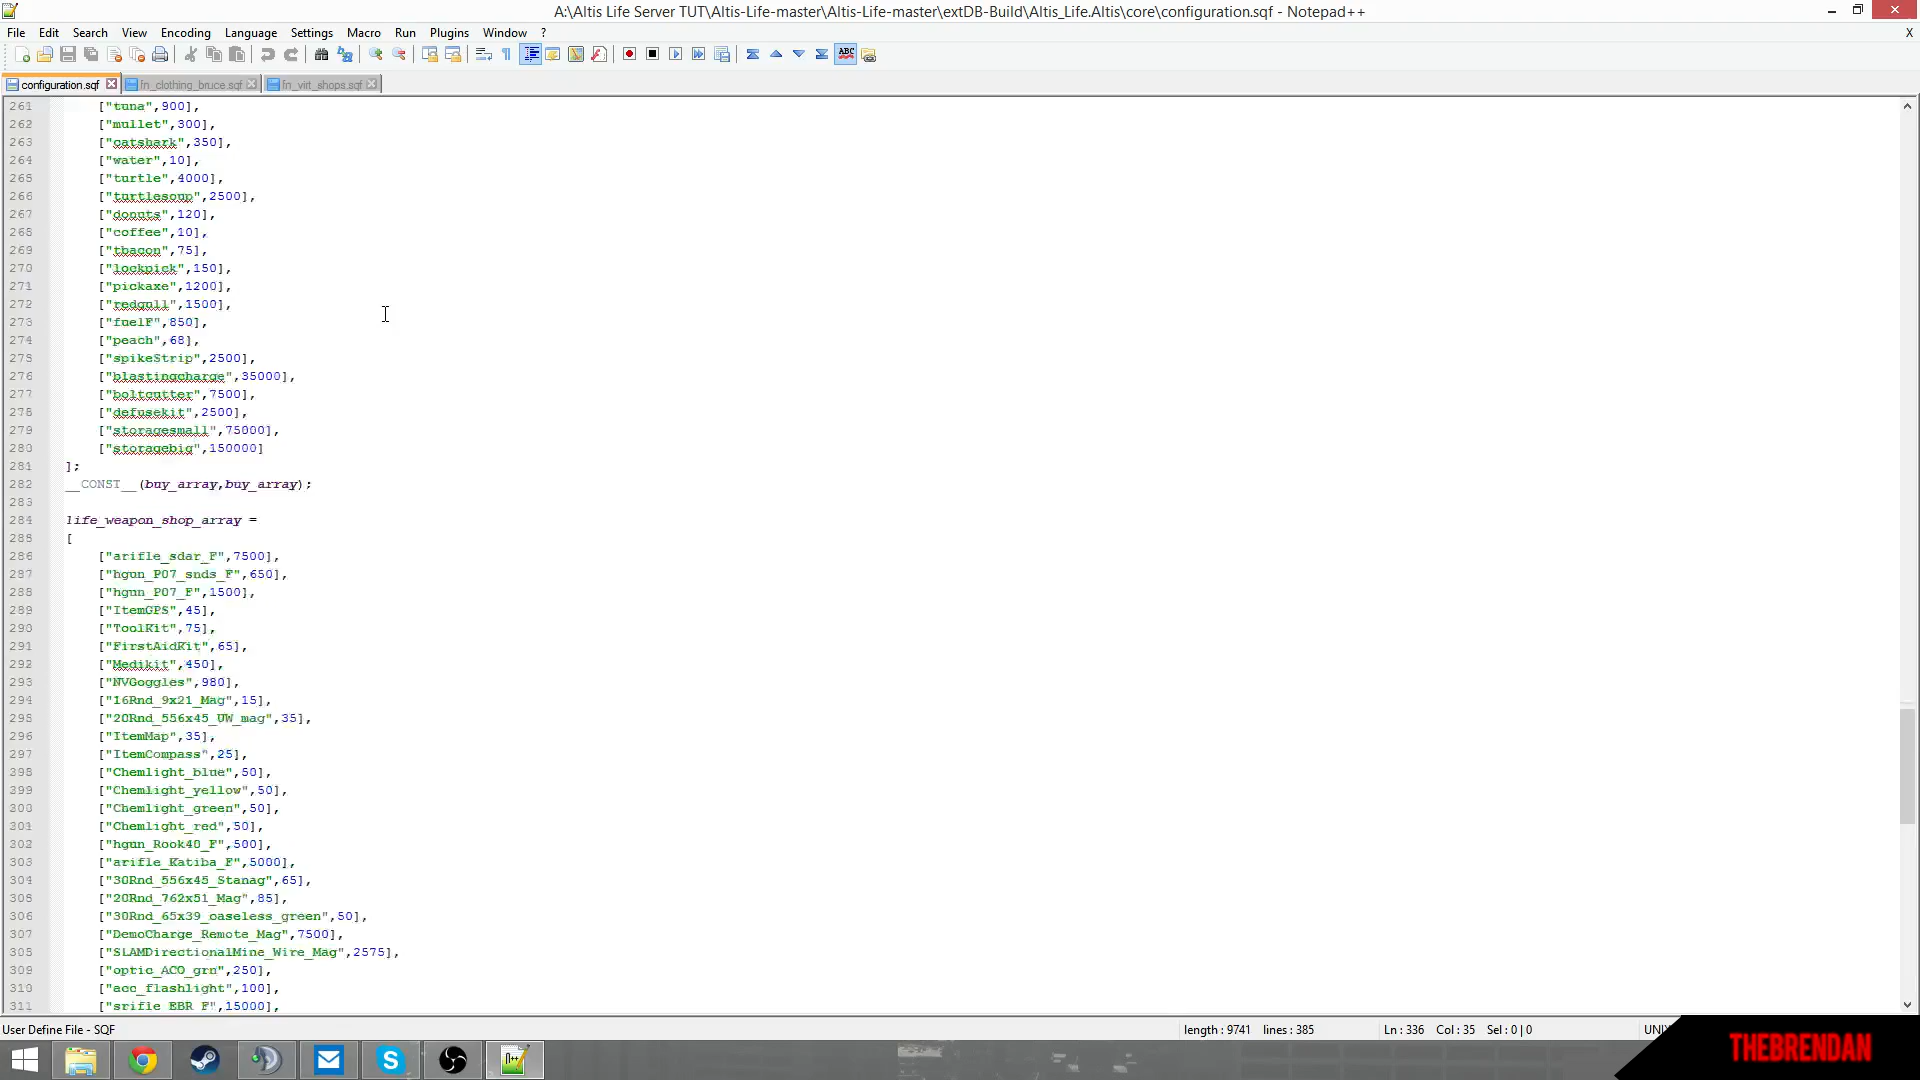 A:\Altis Life Server TUT\Altis-Life-master\Altis-Life-master\extDB-Build\Altis_Life.Altis\core\configuration.sqf - Notepad++
File Edit Search View Encoding Language Settings Macro Run Plugins Window ?
X
configuration.sqf fn_clothing_bruce.sqf fn_virt_shops.sqf
261 ["tuna",900],
262 ["mullet",300],
263 ["catshark",350],
264 ["water",10],
265 ["turtle",4000],
266 ["turtlesoup",2500],
267 ["donuts",120],
268 ["coffee",10],
269 ["tbacon",75],
270 ["lockpick",150],
271 ["pickaxe",1200],
272 ["redgull",1500],
273 ["fuelF",850],
274 ["peach",68],
275 ["spikeStrip",2500],
276 ["blastingcharge",35000],
277 ["boltcutter",7500],
278 ["defusekit",2500],
279 ["storagesmall",75000],
280 ["storagebig",150000]
281 ];
282 __CONST__(buy_array,buy_array);
283
284 life_weapon_shop_array =
285 [
286 ["arifle_sdar_F",7500],
287 ["hgun_P07_snds_F",650],
288 ["hgun_P07_F",1500],
289 ["ItemGPS",45],
290 ["ToolKit",75],
291 ["FirstAidKit",65],
292 ["Medikit",450],
293 ["NVGoggles",980],
294 ["16Rnd_9x21_Mag",15],
295 ["20Rnd_556x45_UW_mag",35],
296 ["ItemMap",35],
297 ["ItemCompass",25],
298 ["Chemlight_blue",50],
299 ["Chemlight_yellow",50],
300 ["Chemlight_green",50],
301 ["Chemlight_red",50],
302 ["hgun_Rook40_F",500],
303 ["arifle_Katiba_F",5000],
304 ["30Rnd_556x45_Stanag",65],
305 ["20Rnd_762x51_Mag",85],
306 ["30Rnd_65x39_caseless_green",50],
307 ["DemoCharge_Remote_Mag",7500],
308 ["SLAMDirectionalMine_Wire_Mag",2575],
309 ["optic_ACO_grn",250],
310 ["acc_flashlight",100],
311 ["srifle_EBR_F",15000],
User Define File - SQF length : 9741 lines : 385 Ln : 336 Col : 35 Sel : 0 | 0 UNIX
THEBRENDAN